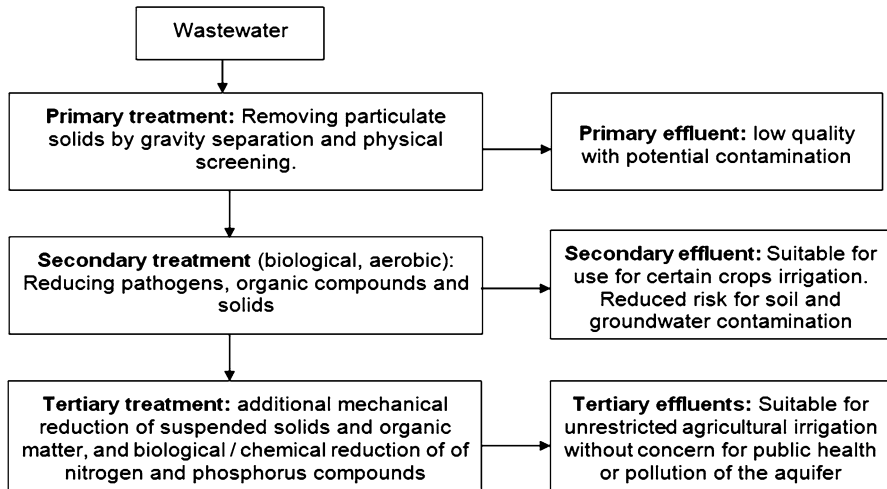 Wastewater
Primary treatment: Removing particulate
solids by gravity separation and physical
screening.
Primary effluent: low quality
with potential contamination
Secondary treatment (biological, aerobic):
Reducing pathogens, organic compounds and
solids
Secondary effluent: Suitable for
use for certain crops irrigation.
Reduced risk for soil and
groundwater contamination
Tertiary treatment: additional mechanical
reduction of suspended solids and organic
matter, and biological / chemical reduction of of
nitrogen and phosphorus compounds
Tertiary effluents: Suitable for
unrestricted agricultural irrigation
without concern for public health
or pollution of the aquifer